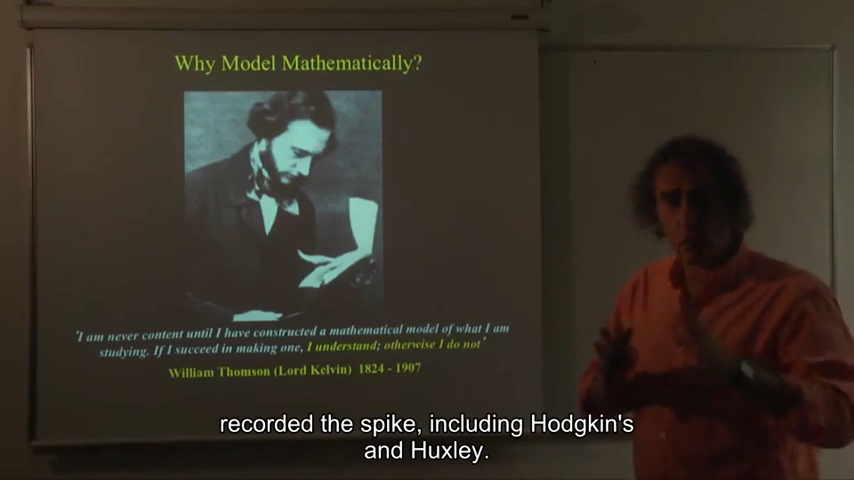 Why Model Mathematically?
'I am never content until I have constructed a mathematical model of what I am
studying. If I succeed in making one, I understand; otherwise I do not'
William Thomson (Lord Kelvin) 1824 - 1907
recorded the spike, including Hodgkin's
and Huxley.